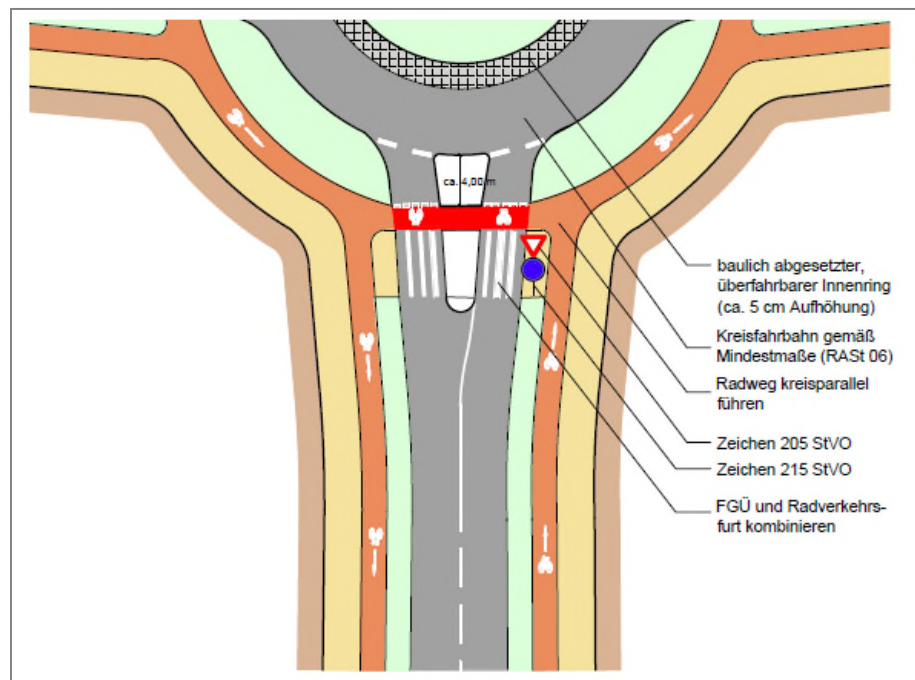 ca. 4,00 m
baulich abgesetzter,
überfahrbarer Innenring
(ca. 5 cm Aufhöhung)
Kreisfahrbahn gemäß
Mindestmaße (RASt 06)
Radweg kreisparallel
führen
Zeichen 205 StVO
Zeichen 215 StVO
FGÜ und Radverkehrs-
furt kombinieren